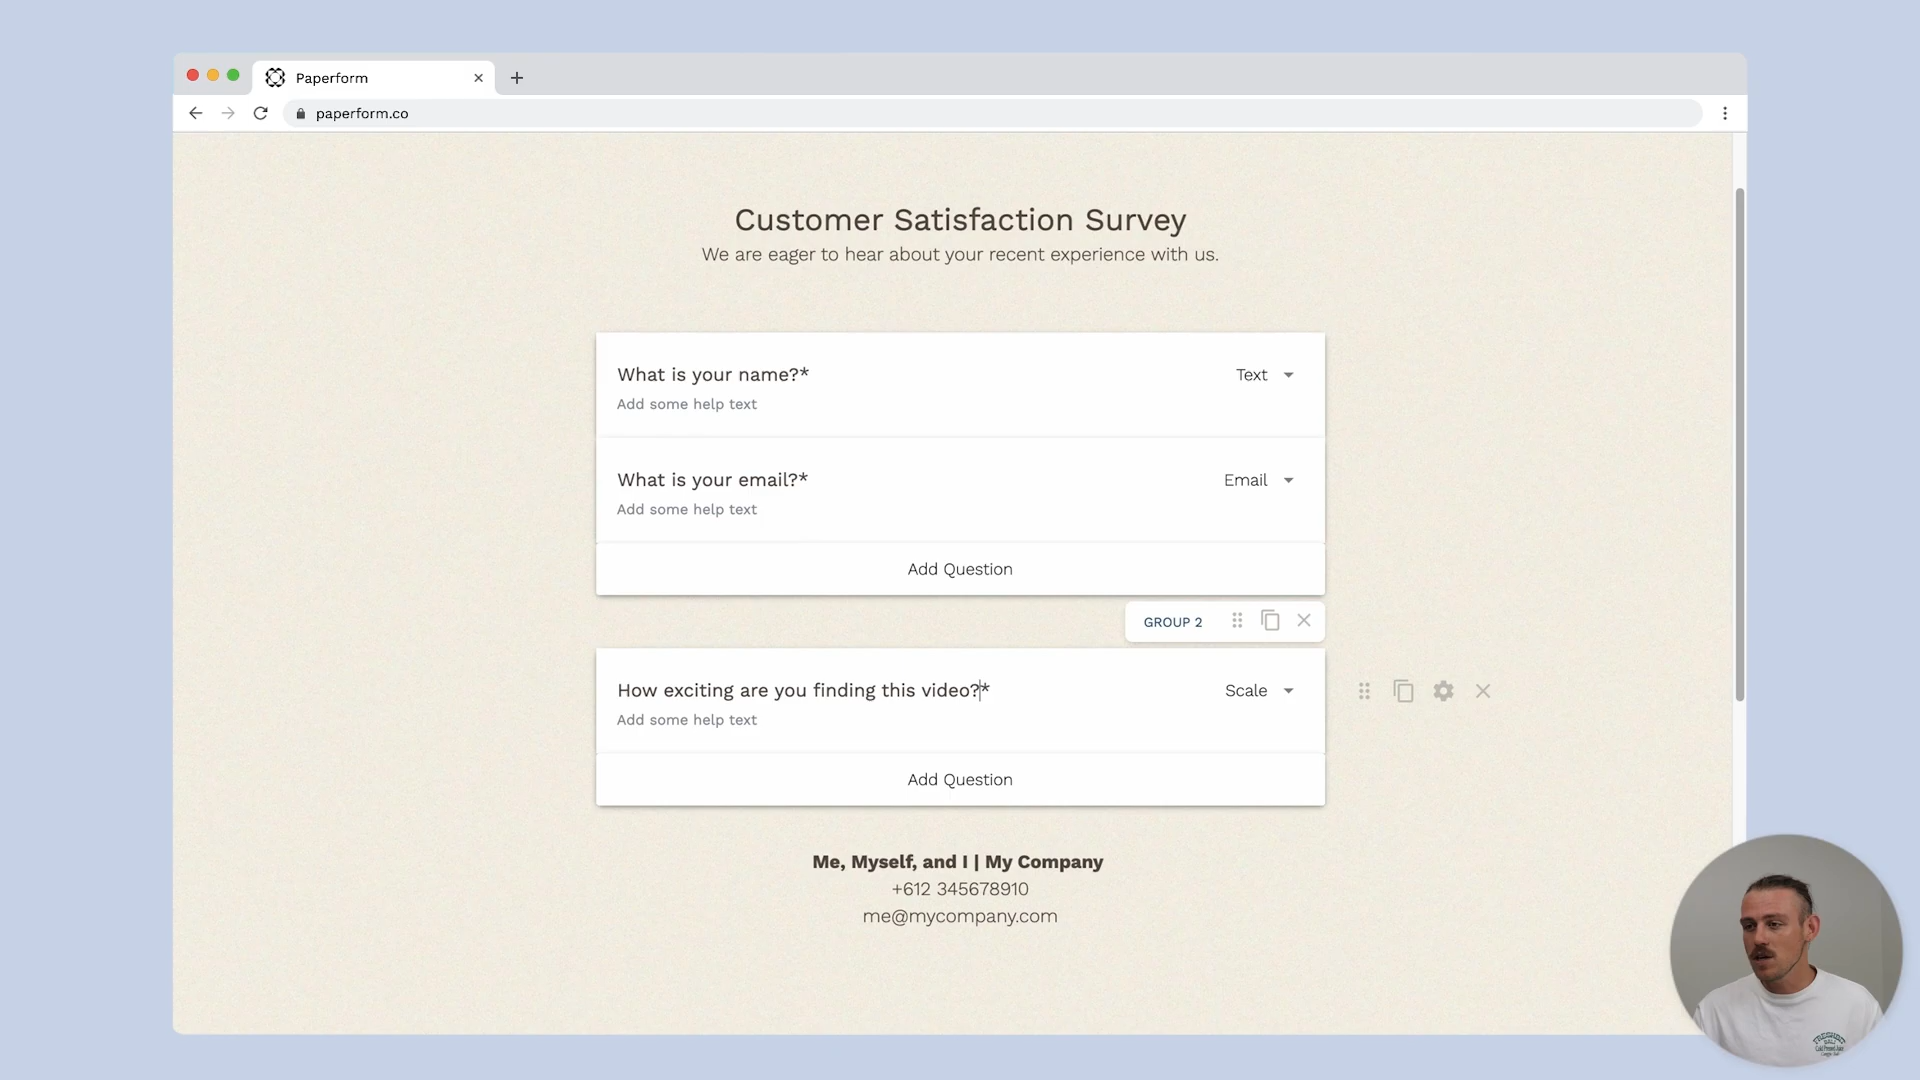 Paperform
paperform.co
Customer Satisfaction Survey
We are eager to hear about your recent experience with us.
What is your name?*
Text
Add some help text
What is your email?*
Email
Add some help text
Add Question
GROUP 2
How exciting are you finding this video?*
Scale
Add some help text
Add Question
Me, Myself, and I | My Company
+612 345678910
me@mycompany.com